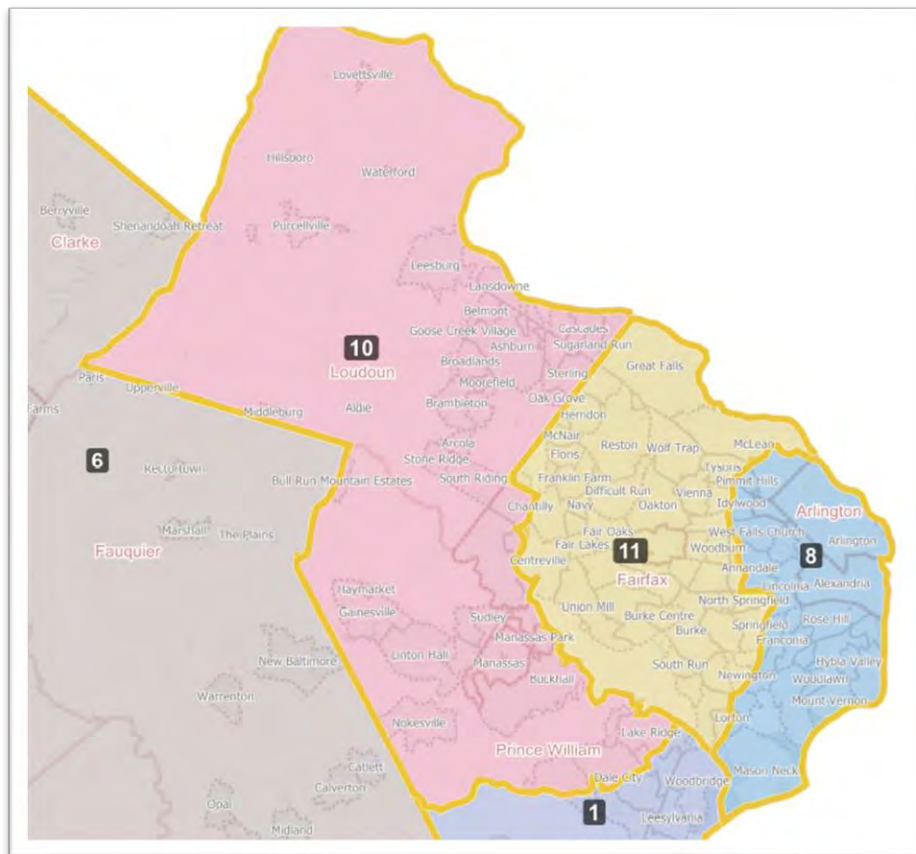 Lovettsville
Hillsboro
Waterford
Berryville
Shenandoah Retreat
Purcellville
Clarke
Leesburg
Lansdowne
Belmont
Goose Creek Village
Cascades
Ashburn
Sugarland Run
10
Broadlands
Great Falls
Loudoun
Sterling
Paris
Moorefield
Upperville
Oak Grove
Farms
Middleburg
Aldie
Brambleton
Herndon
McNair
Arcola
Reston
Wolf Trap
McLean
Floris
Stone Ridge
6
Rectortown
Tysons
Bull Run Mountain Estates
South Riding
Franklin Farm
Pimmit Hills
Difficult Run
Vienna
Chantilly
Navy
Oakton
Idylwood
Arlington
Marshall
The Plains
Fair Oaks
West Falls Church
Arlington
Fauquier
Fair Lakes
11
Woodburn
8
Centreville
Annandale
Fairfax
Lincolnia
Alexandria
Haymarket
North Springfield
Gainesville
Union Mill
Sudley
Burke Centre
Springfield
Rose Hill
Manassas Park
Burke
Franconia
Linton Hall
Manassas
New Baltimore
South Run
Hybla Valley
Buckhall
Newington
Woodlawn
Warrenton
Mount Vernon
Nokesville
Lorton
Lake Ridge
Prince William
Catlett
Dale City
Woodbridge
Mason Neck
Calverton
Opal
1
Leesylvania
Midland